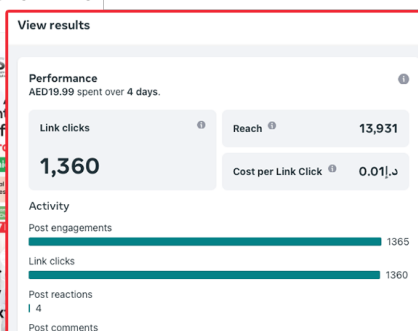 View results
Performance
AED19.99 spent over 4 days.
Link clicks
1,360
Reach 13,931
Cost per Link Click د.إ.0.01
Activity
Post engagements
1365
Link clicks
1360
Post reactions
4
Post comments